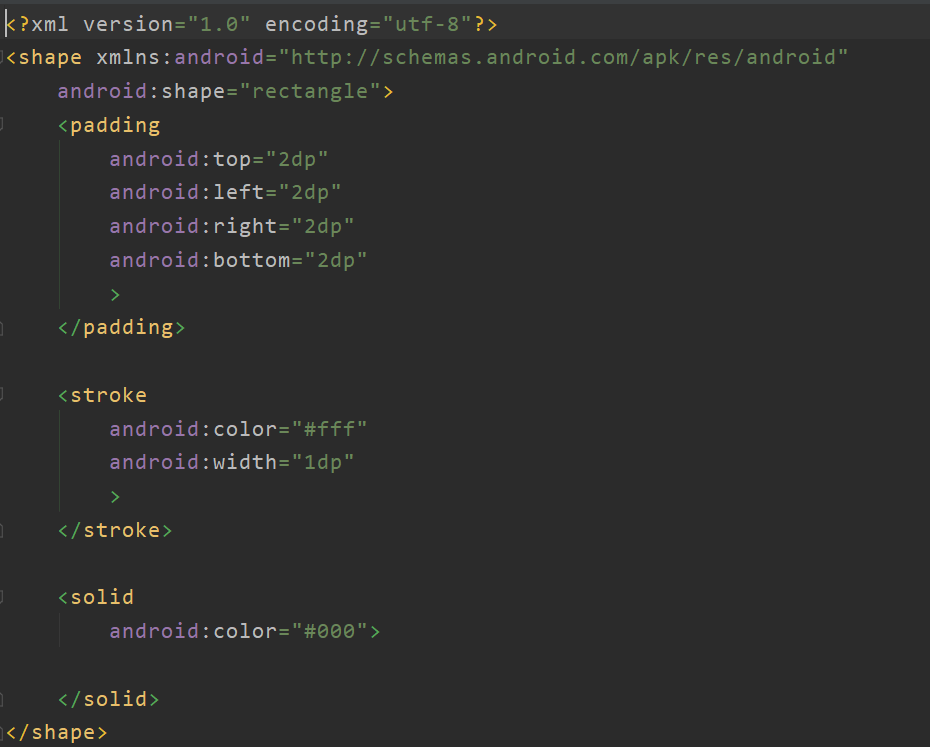 <?xml version="1.0" encoding="utf-8"?>
<shape xmlns:android="http://schemas.android.com/apk/res/android"
    android:shape="rectangle">
    <padding
        android:top="2dp"
        android:left="2dp"
        android:right="2dp"
        android:bottom="2dp"
        >
    </padding>

    <stroke
        android:color="#fff"
        android:width="1dp"
        >
    </stroke>

    <solid
        android:color="#000">

    </solid>
</shape>